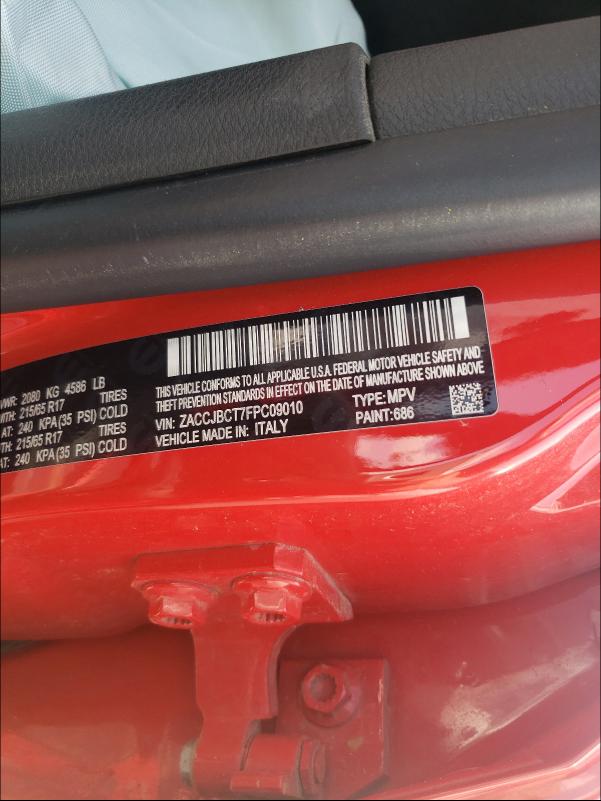 VWR: 2080 KG 4586 LB
WITH: 215/65 R17 TIRES
AT: 240 KPA (35 PSI) COLD
WITH: 215/65 R17 TIRES
AT: 240 KPA (35 PSI) COLD
THIS VEHICLE CONFORMS TO ALL APPLICABLE U.S.A. FEDERAL MOTOR VEHICLE SAFETY AND
THEFT PREVENTION STANDARDS IN EFFECT ON THE DATE OF MANUFACTURE SHOWN ABOVE
VIN: ZACCJBCT7FPC09010 TYPE: MPV
VEHICLE MADE IN: ITALY PAINT: 686